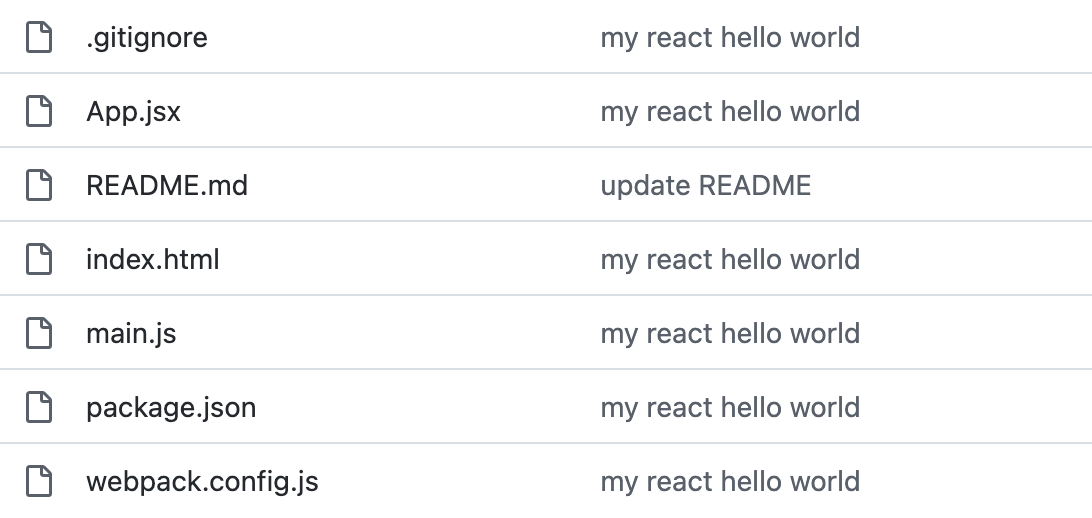 .gitignore my react hello world
App.jsx my react hello world
README.md update README
index.html my react hello world
main.js my react hello world
package.json my react hello world
webpack.config.js my react hello world